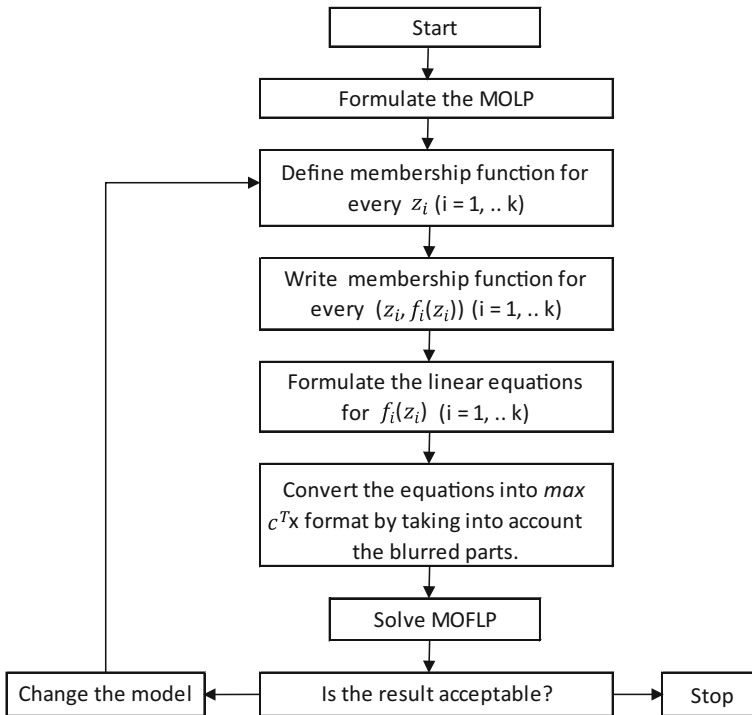 Start
Formulate the MOLP
Define membership function for
every z_i (i = 1, .. k)
Write membership function for
every (z_i, f_i(z_i)) (i = 1, .. k)
Formulate the linear equations
for f_i(z_i) (i = 1, .. k)
Convert the equations into max
c^T x format by taking into account
the blurred parts.
Solve MOFLP
Change the model
Is the result acceptable?
Stop